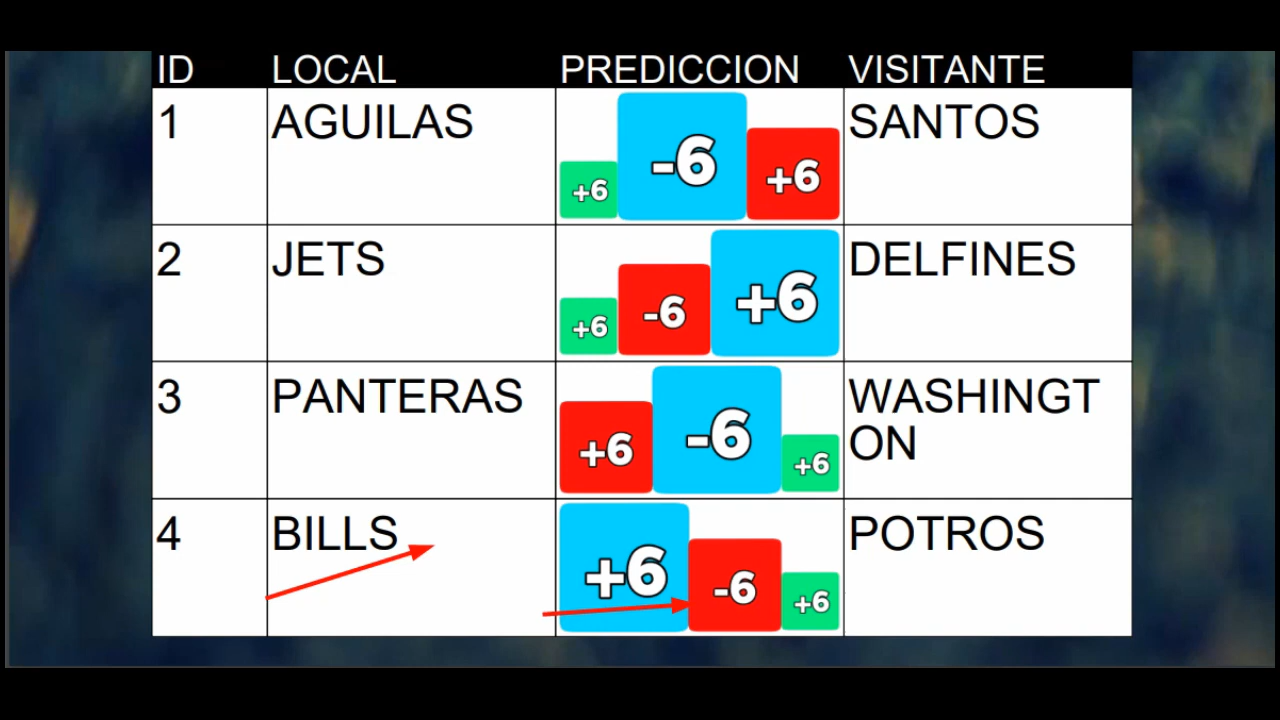 ID LOCAL PREDICCION VISITANTE
1 AGUILAS +6 -6 +6 SANTOS
2 JETS +6 -6 +6 DELFINES
3 PANTERAS +6 -6 +6 WASHINGT
ON
4 BILLS +6 -6 +6 POTROS